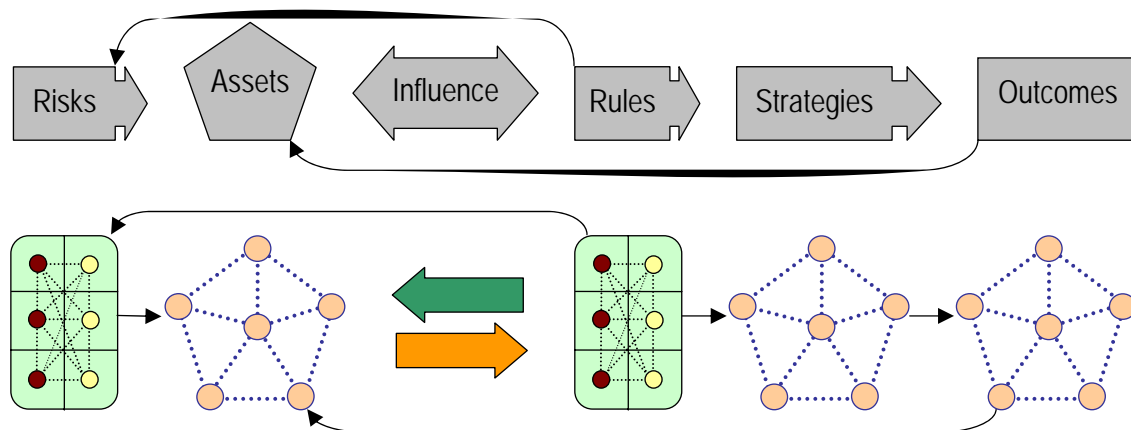 Risks
Assets
Influence
Rules
Strategies
Outcomes